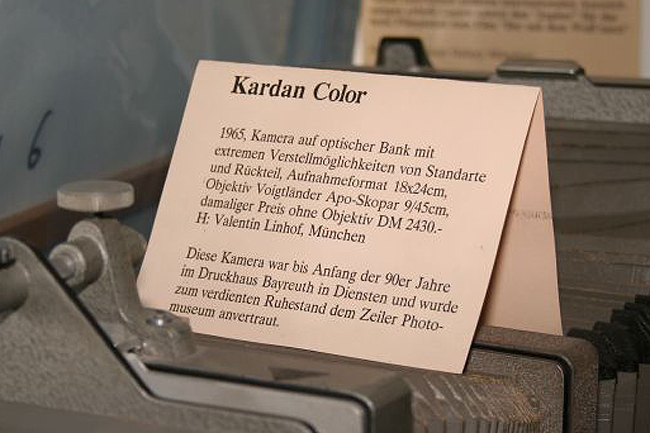 Kardan Color
1965, Kamera auf optischer Bank mit
extremen Verstellmöglichkeiten von Standarte
und Rückteil, Aufnahmeformat 18x24cm,
Objektiv Voigtländer Apo-Skopar 9/45cm,
damaliger Preis ohne Objektiv DM 2430.-
H: Valentin Linhof, München
Diese Kamera war bis Anfang der 90er Jahre
im Druckhaus Bayreuth in Diensten und wurde
zum verdienten Ruhestand dem Zeiler Photo-
museum anvertraut.
6